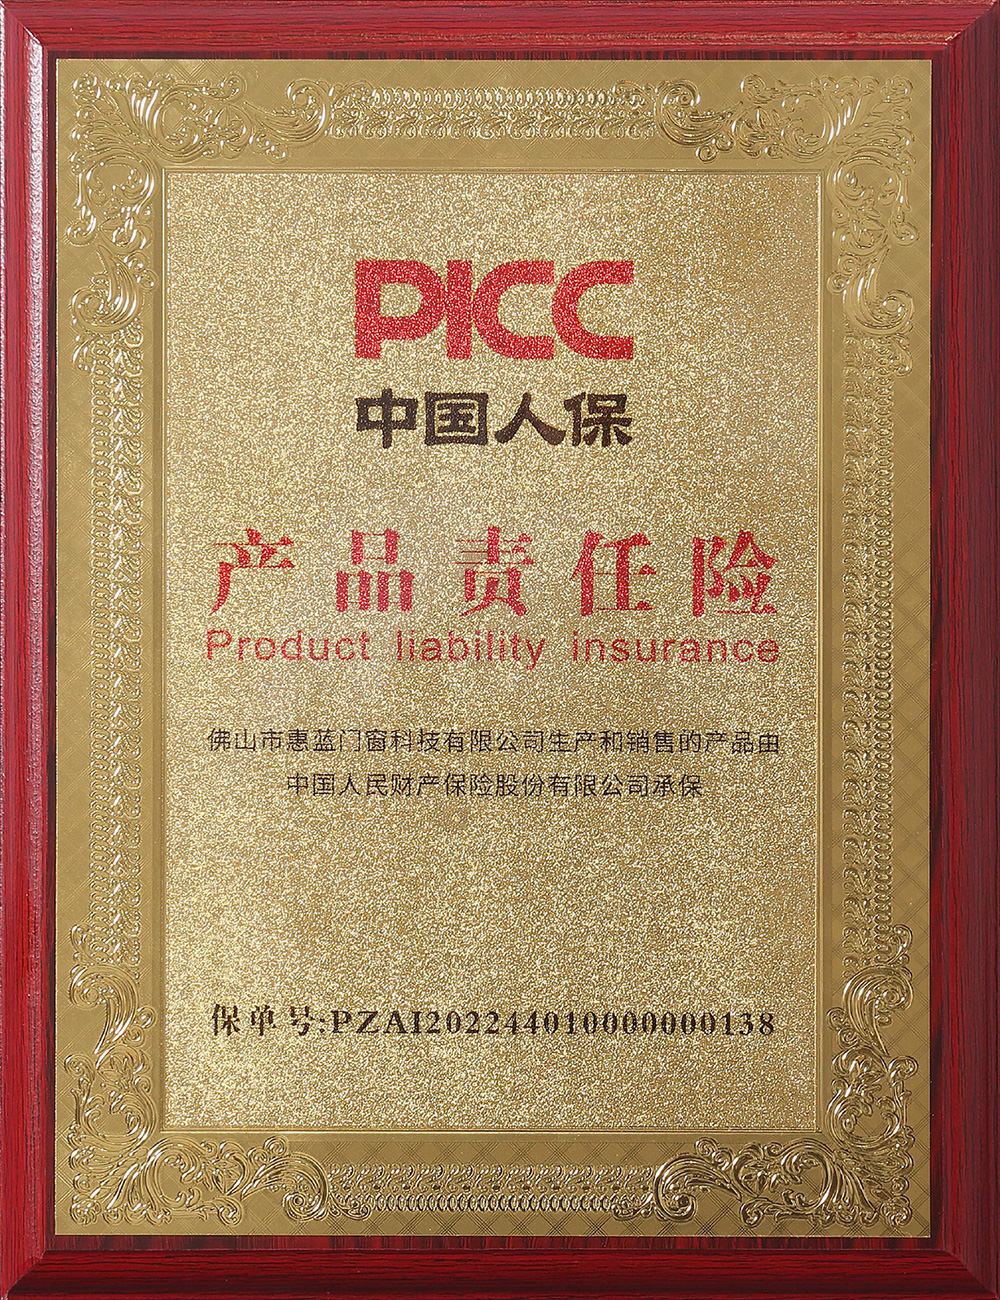 PICC
中国人保
产品责任险
Product liability insurance
佛山市惠蓝门窗科技有限公司生产和销售的产品由
中国人民财产保险股份有限公司承保
保单号:PZAI202244010000000138